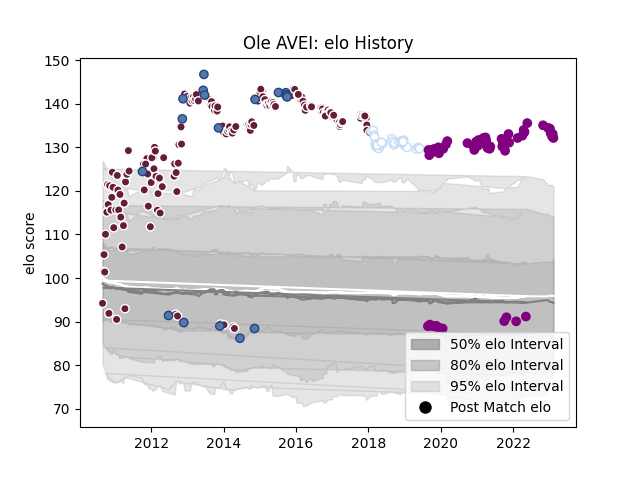 Ole AVEI: elo History
elo score
150
140
130
120
110
100
90
80
70
2012
2014
2016
2018
2020
2022
50% elo Interval
80% elo Interval
95% elo Interval
Post Match elo